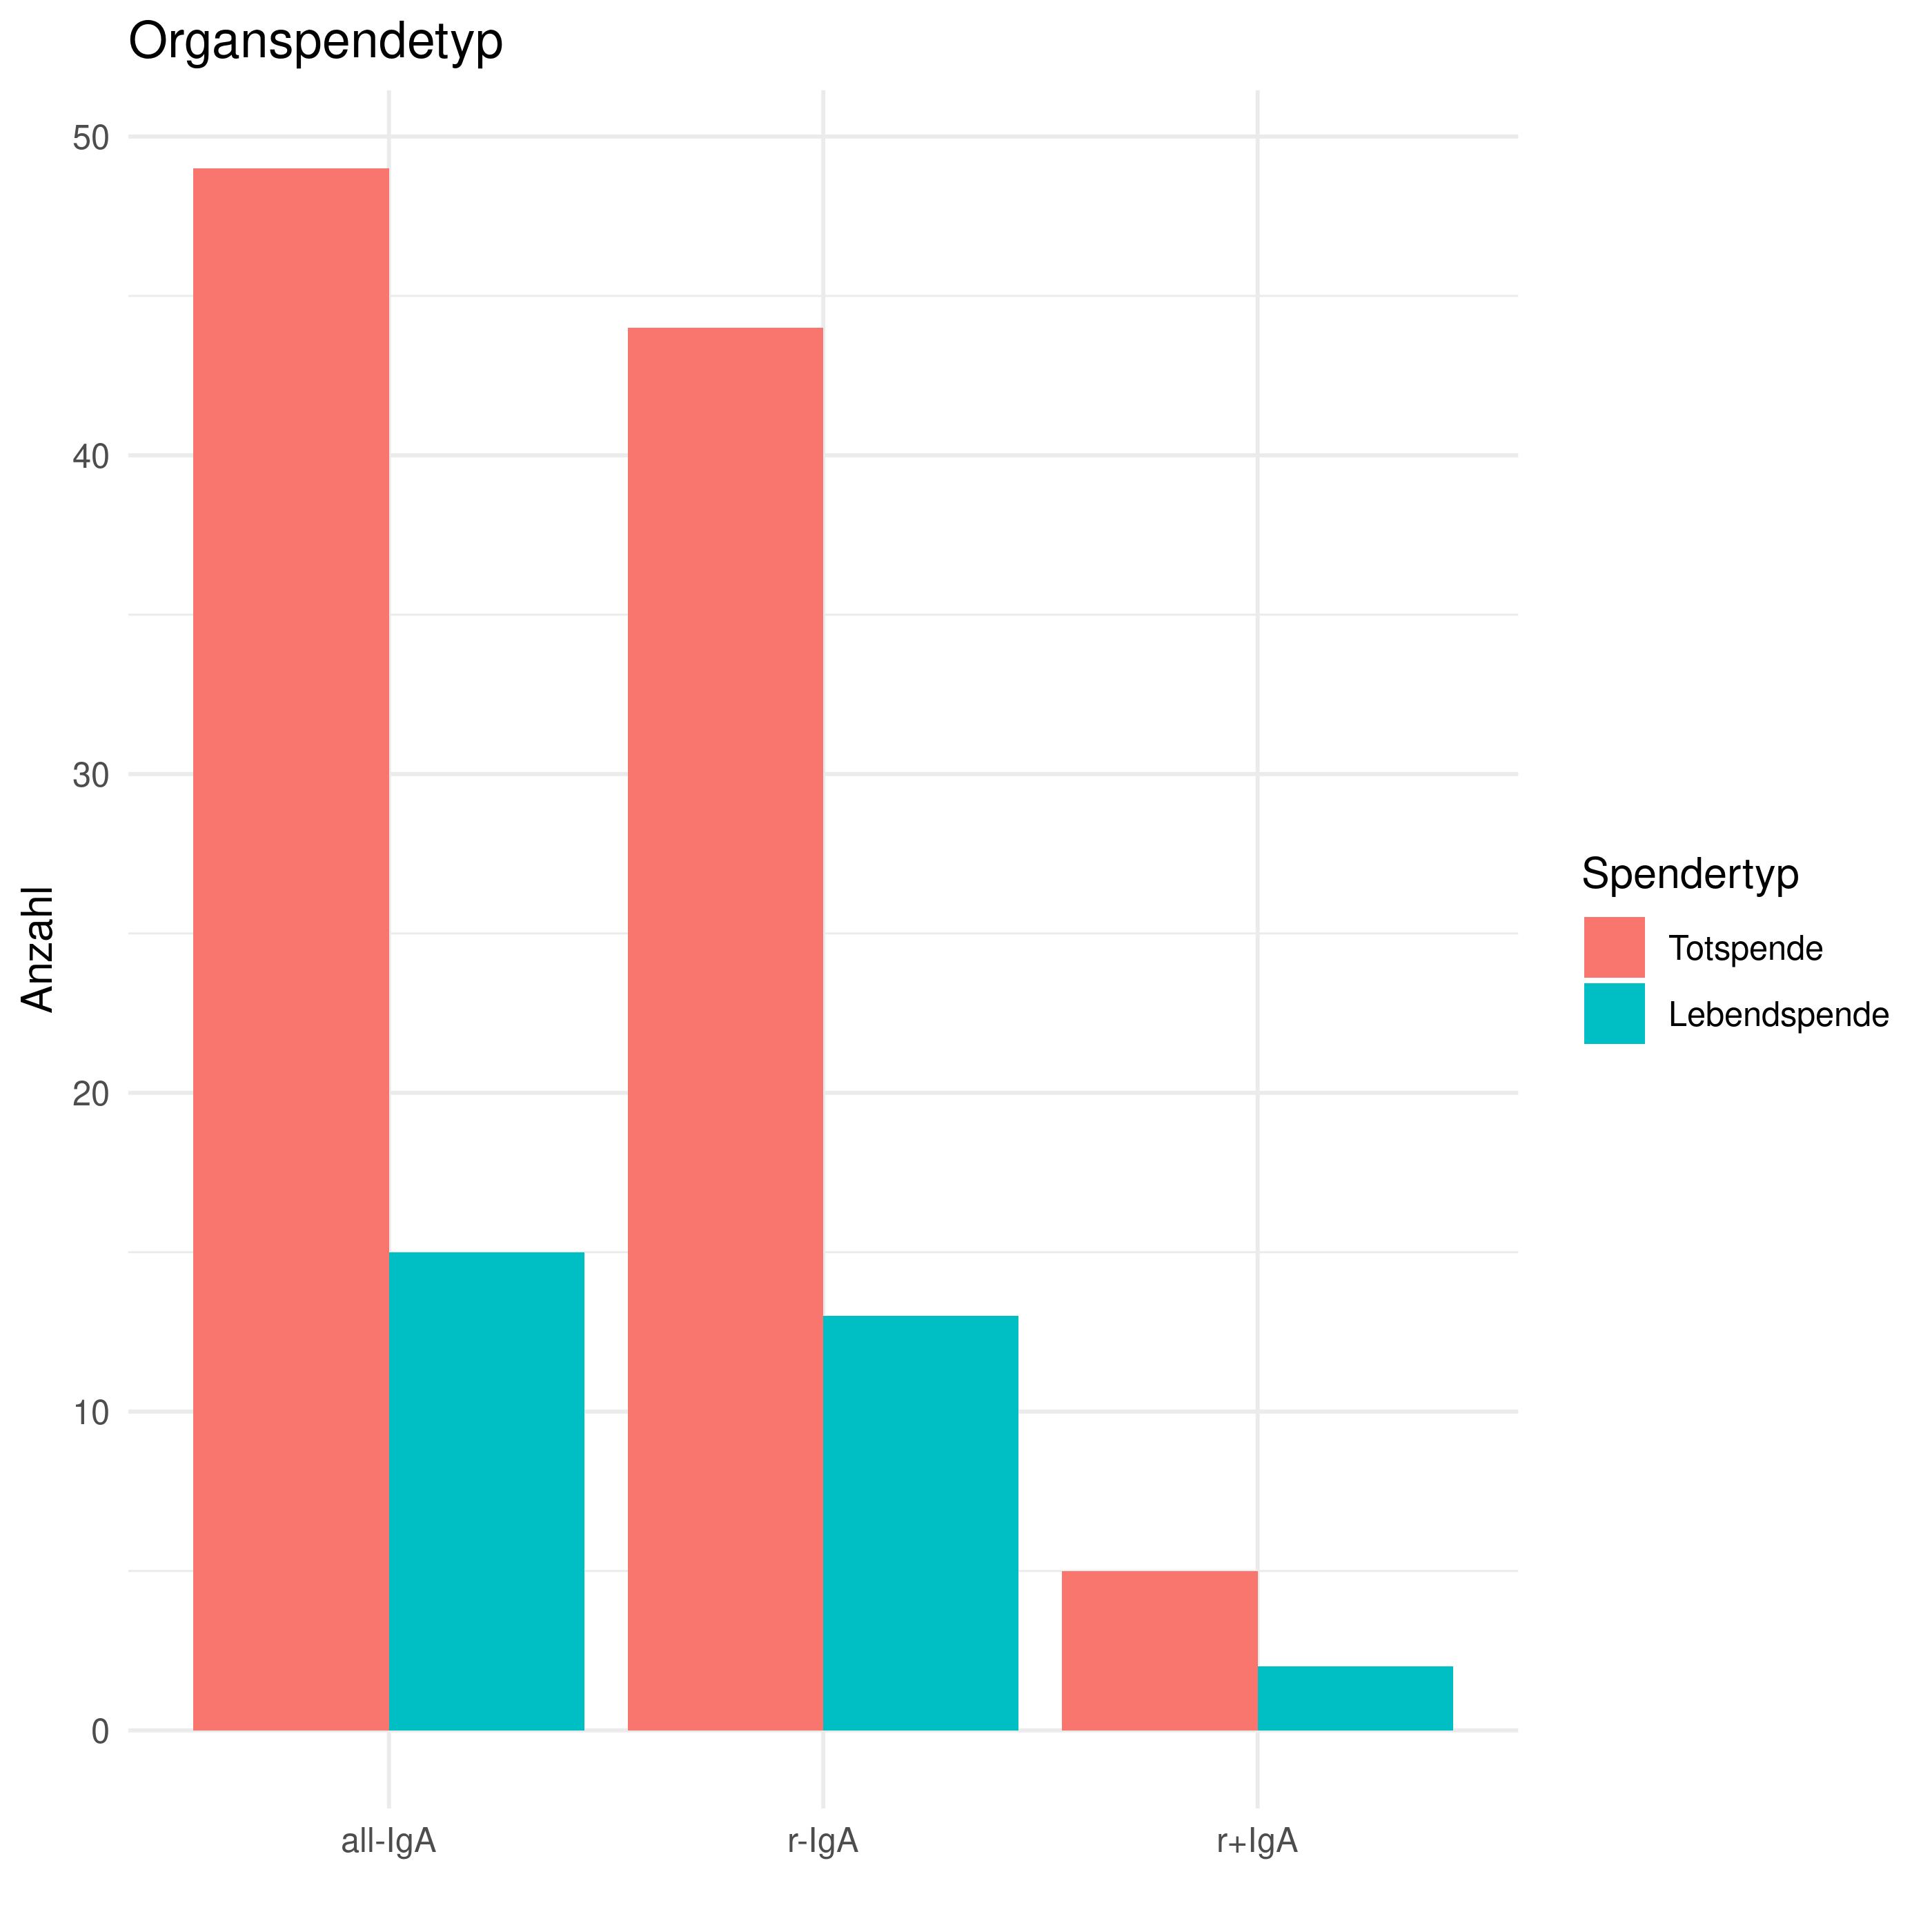 Organspendetyp
Anzahl
50
40
30
20
10
0
all-IgA
r-IgA
r+IgA
Spendertyp
Totspende
Lebendspende